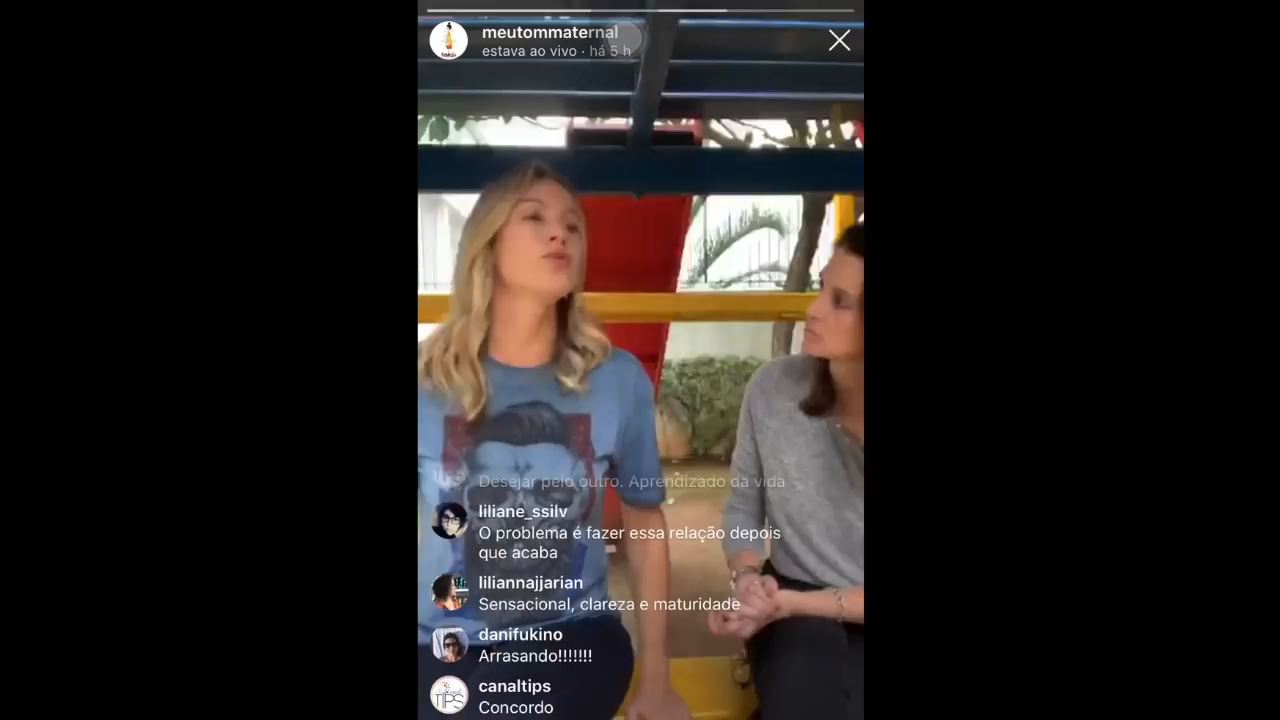 meutommaternal
estava ao vivo · há 5 h
Desejar pelo outro. Aprendizado da vida
liliane_ssilv
O problema é fazer essa relação depois
que acaba
liliannajjarian
Sensacional, clareza e maturidade
danifukino
Arrasando!!!!!!!
canaltips
TIPS
Concordo